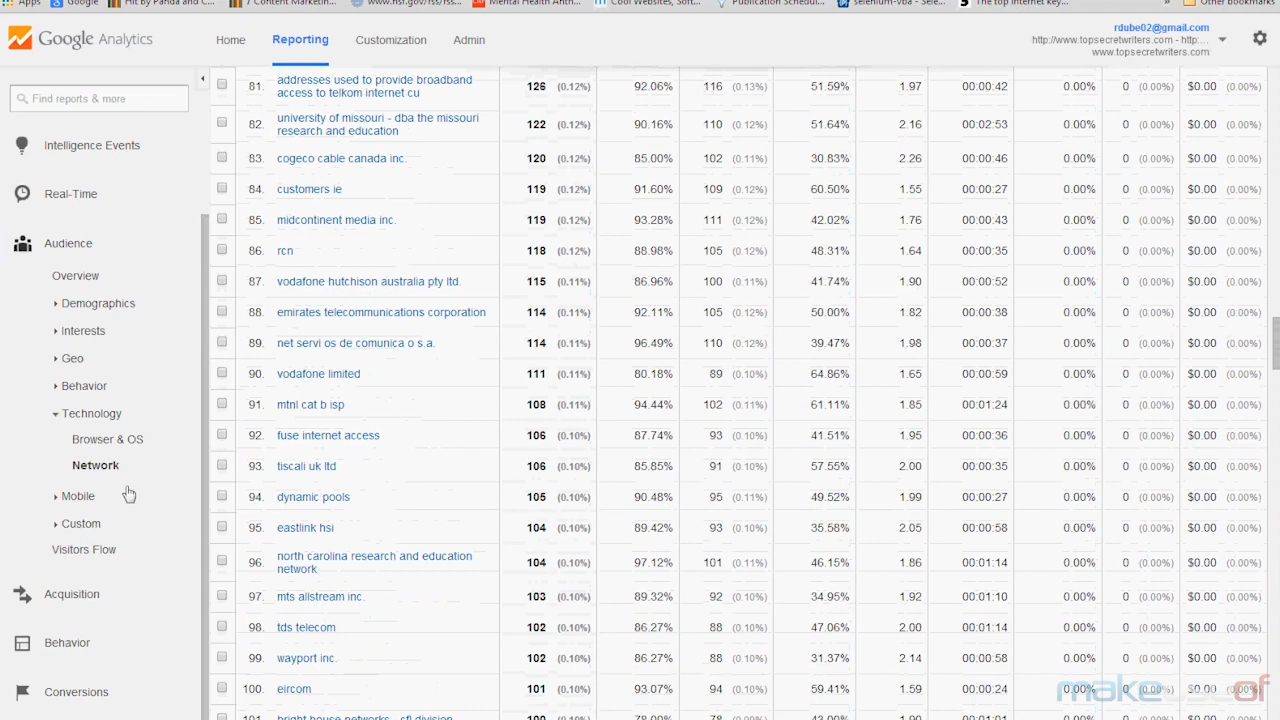 Apps Google Hit by Panda and C... 7 Content Marketin... www.nsf.gov/rss/rss... Mental Health Anth... Cool Websites, Soft... Publication Schedul... selenium-vba - Sele... The top internet key... » Other bookmarks
Google Analytics Home Reporting Customization Admin
rdube02@gmail.com
http://www.topsecretwriters.com - http:...
www.topsecretwriters.com
Find reports & more
Intelligence Events
Real-Time
Audience
Overview
Demographics
Interests
Geo
Behavior
Technology
Browser & OS
Network
Mobile
Custom
Visitors Flow
Acquisition
Behavior
Conversions
81. addresses used to provide broadband access to telkom internet cu 126 (0.12%) 92.06% 116 (0.13%) 51.59% 1.97 00:00:42 0.00% 0 (0.00%) $0.00 (0.00%)
82. university of missouri - dba the missouri research and education 122 (0.12%) 90.16% 110 (0.12%) 51.64% 2.16 00:02:53 0.00% 0 (0.00%) $0.00 (0.00%)
83. cogeco cable canada inc. 120 (0.12%) 85.00% 102 (0.11%) 30.83% 2.26 00:00:46 0.00% 0 (0.00%) $0.00 (0.00%)
84. customers ie 119 (0.12%) 91.60% 109 (0.12%) 60.50% 1.55 00:00:27 0.00% 0 (0.00%) $0.00 (0.00%)
85. midcontinent media inc. 119 (0.12%) 93.28% 111 (0.12%) 42.02% 1.76 00:00:43 0.00% 0 (0.00%) $0.00 (0.00%)
86. rcn 118 (0.12%) 88.98% 105 (0.12%) 48.31% 1.64 00:00:35 0.00% 0 (0.00%) $0.00 (0.00%)
87. vodafone hutchison australia pty ltd. 115 (0.11%) 86.96% 100 (0.11%) 41.74% 1.90 00:00:52 0.00% 0 (0.00%) $0.00 (0.00%)
88. emirates telecommunications corporation 114 (0.11%) 92.11% 105 (0.12%) 50.00% 1.82 00:00:38 0.00% 0 (0.00%) $0.00 (0.00%)
89. net servi os de comunica o s.a. 114 (0.11%) 96.49% 110 (0.12%) 39.47% 1.98 00:00:37 0.00% 0 (0.00%) $0.00 (0.00%)
90. vodafone limited 111 (0.11%) 80.18% 89 (0.10%) 64.86% 1.65 00:00:59 0.00% 0 (0.00%) $0.00 (0.00%)
91. mtnl cat b isp 108 (0.11%) 94.44% 102 (0.11%) 61.11% 1.85 00:01:24 0.00% 0 (0.00%) $0.00 (0.00%)
92. fuse internet access 106 (0.10%) 87.74% 93 (0.10%) 41.51% 1.95 00:00:36 0.00% 0 (0.00%) $0.00 (0.00%)
93. tiscali uk ltd 106 (0.10%) 85.85% 91 (0.10%) 57.55% 2.00 00:00:35 0.00% 0 (0.00%) $0.00 (0.00%)
94. dynamic pools 105 (0.10%) 90.48% 95 (0.11%) 49.52% 1.99 00:00:27 0.00% 0 (0.00%) $0.00 (0.00%)
95. eastlink hsi 104 (0.10%) 89.42% 93 (0.10%) 35.58% 2.05 00:00:58 0.00% 0 (0.00%) $0.00 (0.00%)
96. north carolina research and education network 104 (0.10%) 97.12% 101 (0.11%) 46.15% 1.86 00:01:14 0.00% 0 (0.00%) $0.00 (0.00%)
97. mts allstream inc. 103 (0.10%) 89.32% 92 (0.10%) 34.95% 1.92 00:01:10 0.00% 0 (0.00%) $0.00 (0.00%)
98. tds telecom 102 (0.10%) 86.27% 88 (0.10%) 47.06% 2.00 00:01:14 0.00% 0 (0.00%) $0.00 (0.00%)
99. wayport inc. 102 (0.10%) 86.27% 88 (0.10%) 31.37% 2.14 00:00:58 0.00% 0 (0.00%) $0.00 (0.00%)
100. eircom 101 (0.10%) 93.07% 94 (0.10%) 59.41% 1.59 00:00:24 0.00% 0 (0.00%) $0.00 (0.00%)
101. bright house networks - cfl division
makeuseof